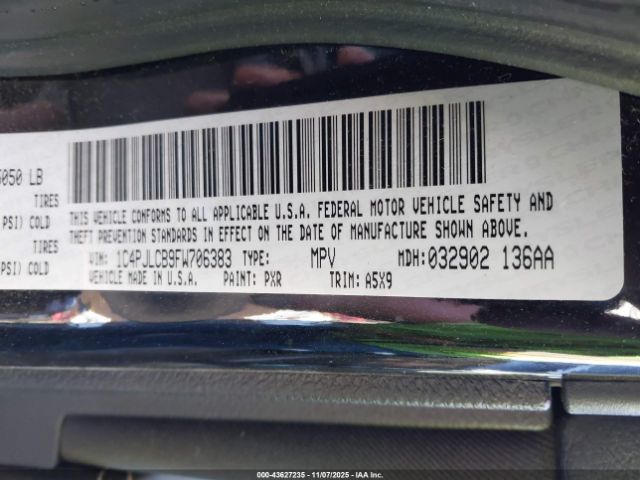 5050 LB
TIRES
PSI) COLD
TIRES
PSI) COLD
THIS VEHICLE CONFORMS TO ALL APPLICABLE U.S.A. FEDERAL MOTOR VEHICLE SAFETY AND
THEFT PREVENTION STANDARDS IN EFFECT ON THE DATE OF MANUFACTURE SHOWN ABOVE.
VIN: 1C4PJLCB9FW706383 TYPE: MPV MDH: 032902 136AA
VEHICLE MADE IN U.S.A. PAINT: PXR TRIM: A5X9
000-43627235 - 11/07/2025 - IAA Inc.